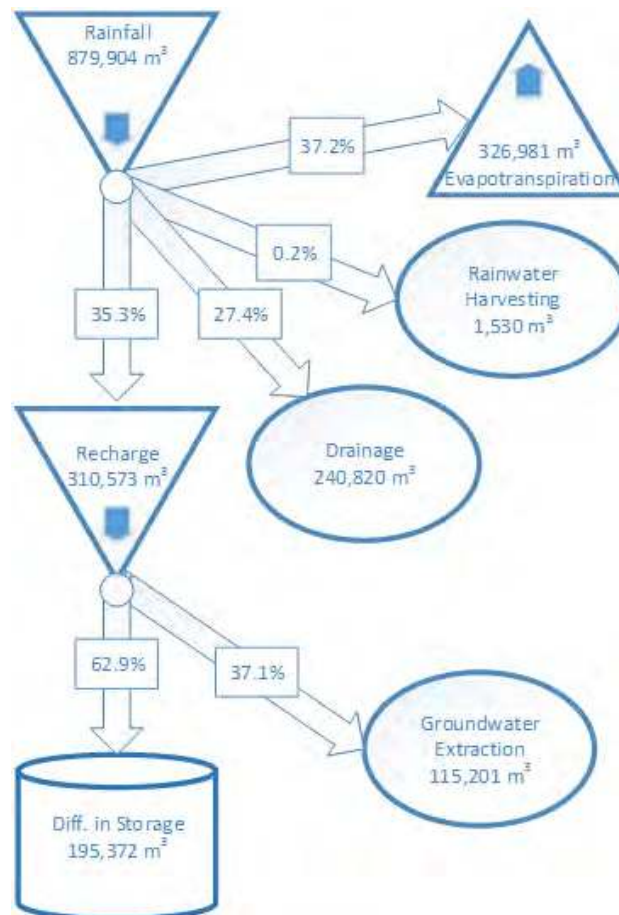 Rainfall
879,904 m³
37.2%
326,981 m³
Evapotranspiration
0.2%
Rainwater
Harvesting
1,530 m³
35.3%
27.4%
Recharge
310,573 m³
Drainage
240,820 m³
62.9%
37.1%
Groundwater
Extraction
115,201 m³
Diff. in Storage
195,372 m³